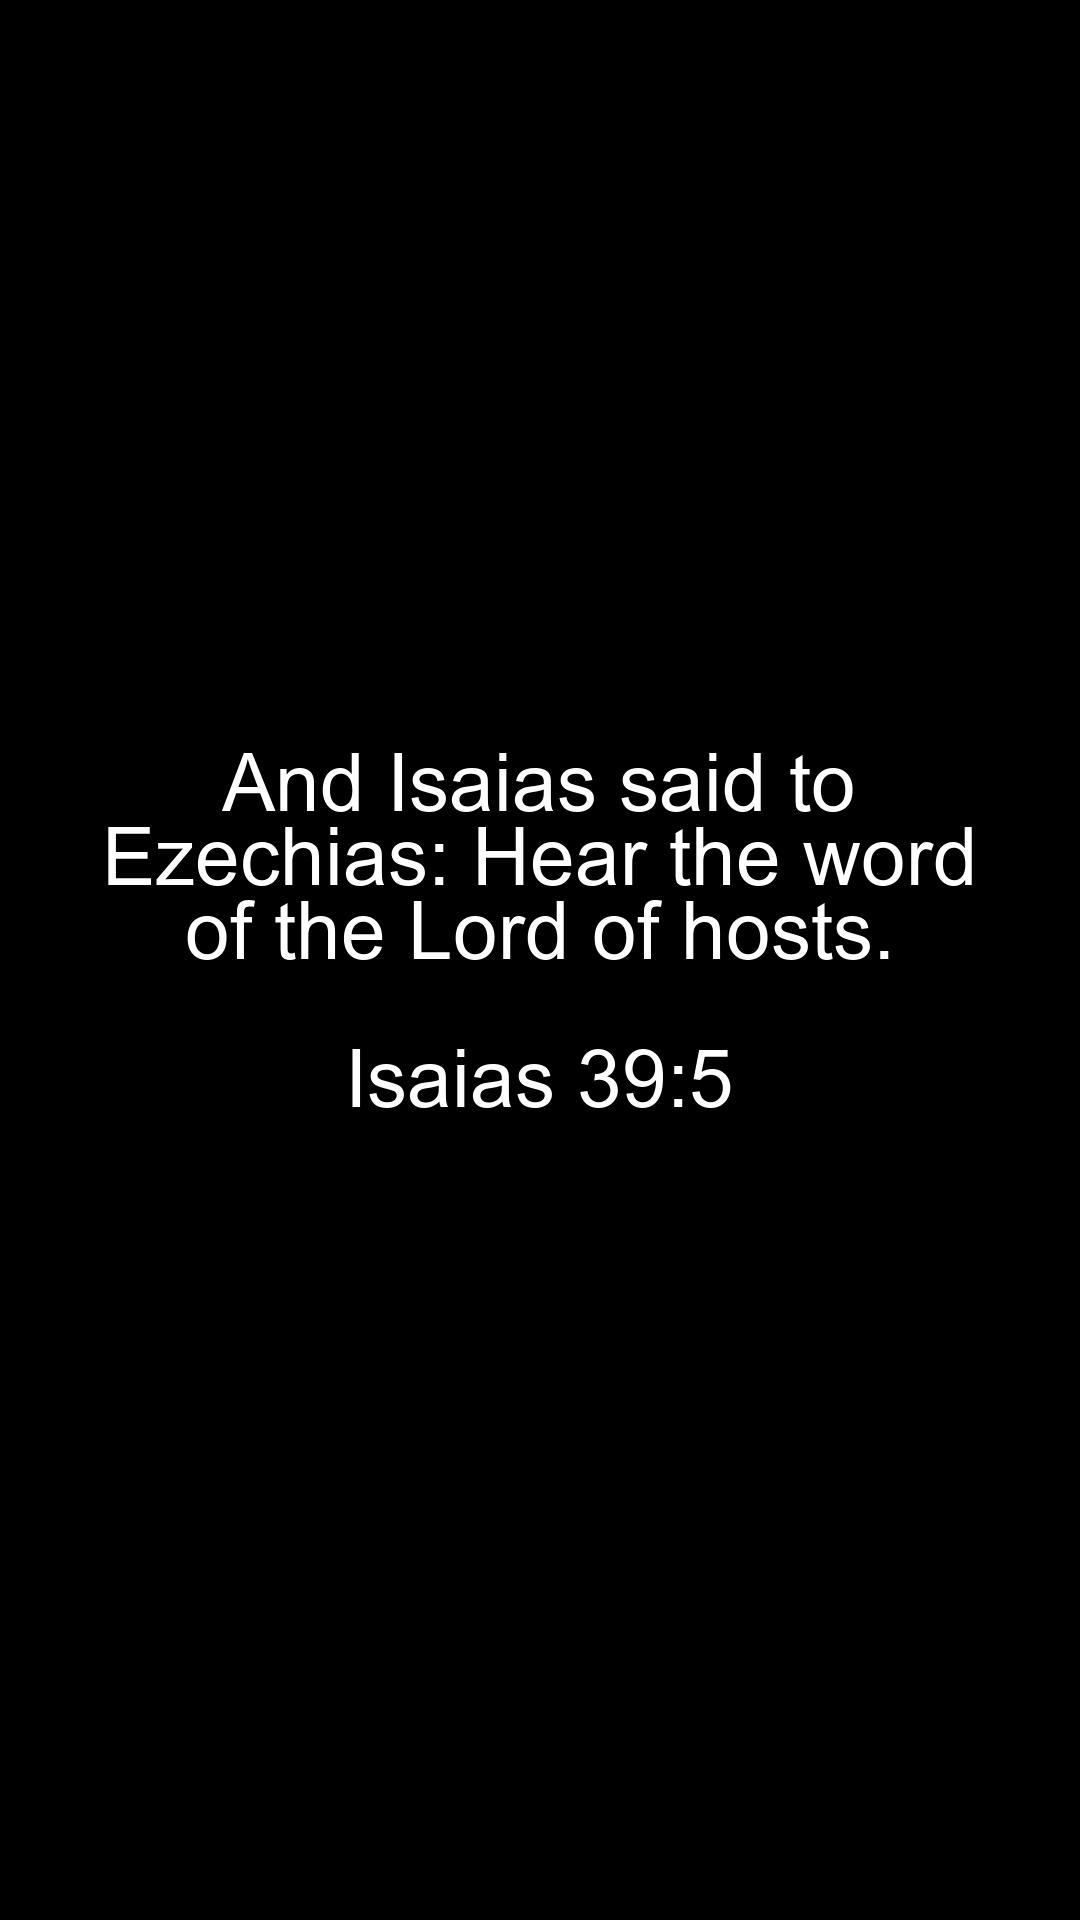 And Isaias said to
Ezechias: Hear the word
of the Lord of hosts.
Isaias 39:5